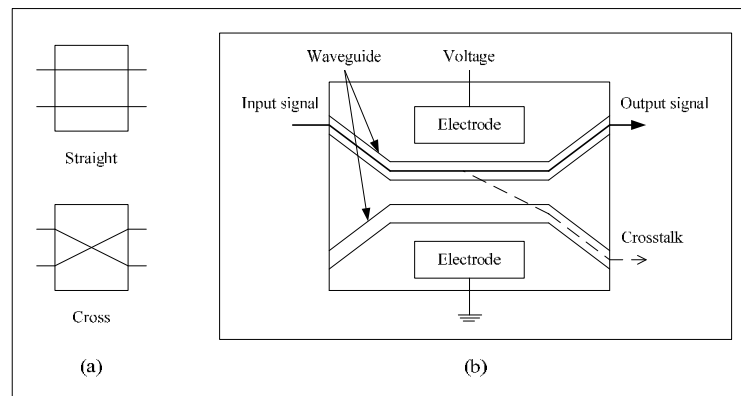 Straight
Cross
(a)
Waveguide
Voltage
Input signal
Electrode
Output signal
Electrode
Crosstalk
(b)